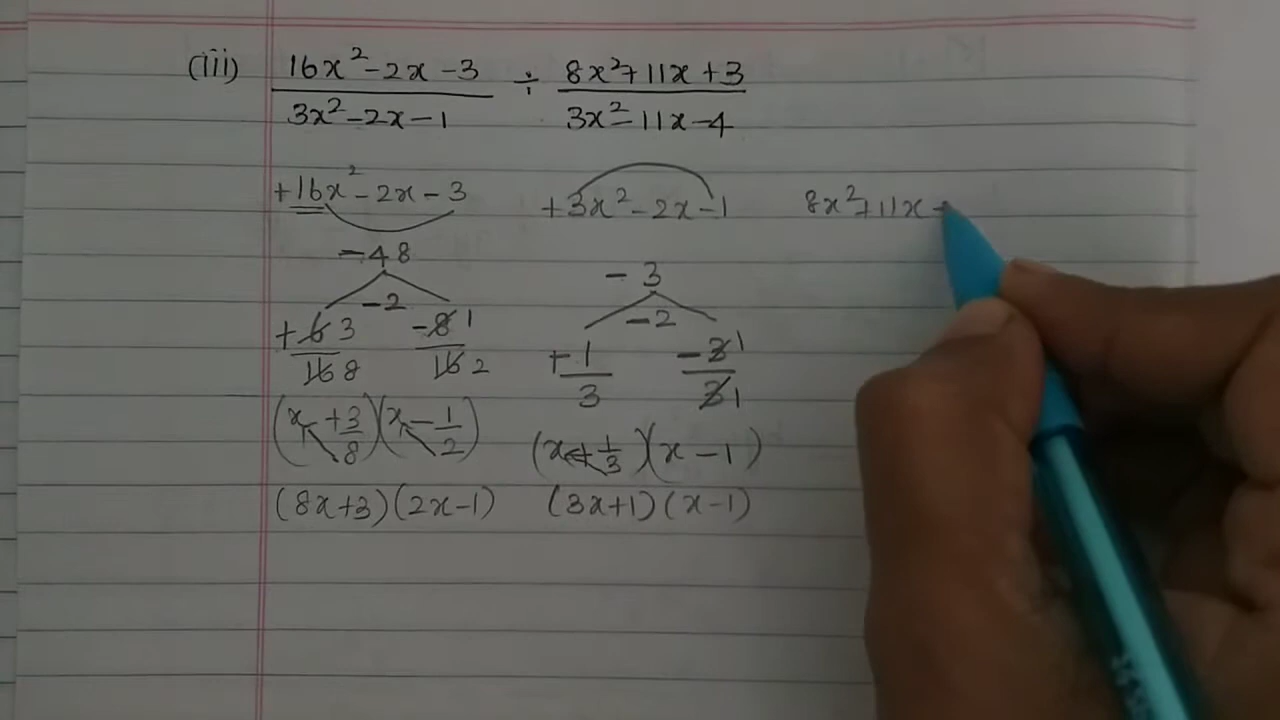 (iii) 16x² - 2x - 3 / 3x² - 2x - 1 ÷ 8x² + 11x + 3 / 3x² - 11x - 4
+16x² - 2x - 3 +3x² - 2x - 1 8x² + 11x +
-48 -3
-2 -2
+6 3 / 16 8 -8 1 / 16 2 +1 / 3 -3 1 / 3 1
(x + 3/8)(x - 1/2) (x + 1/3)(x - 1)
(8x+3)(2x-1) (3x+1)(x-1)